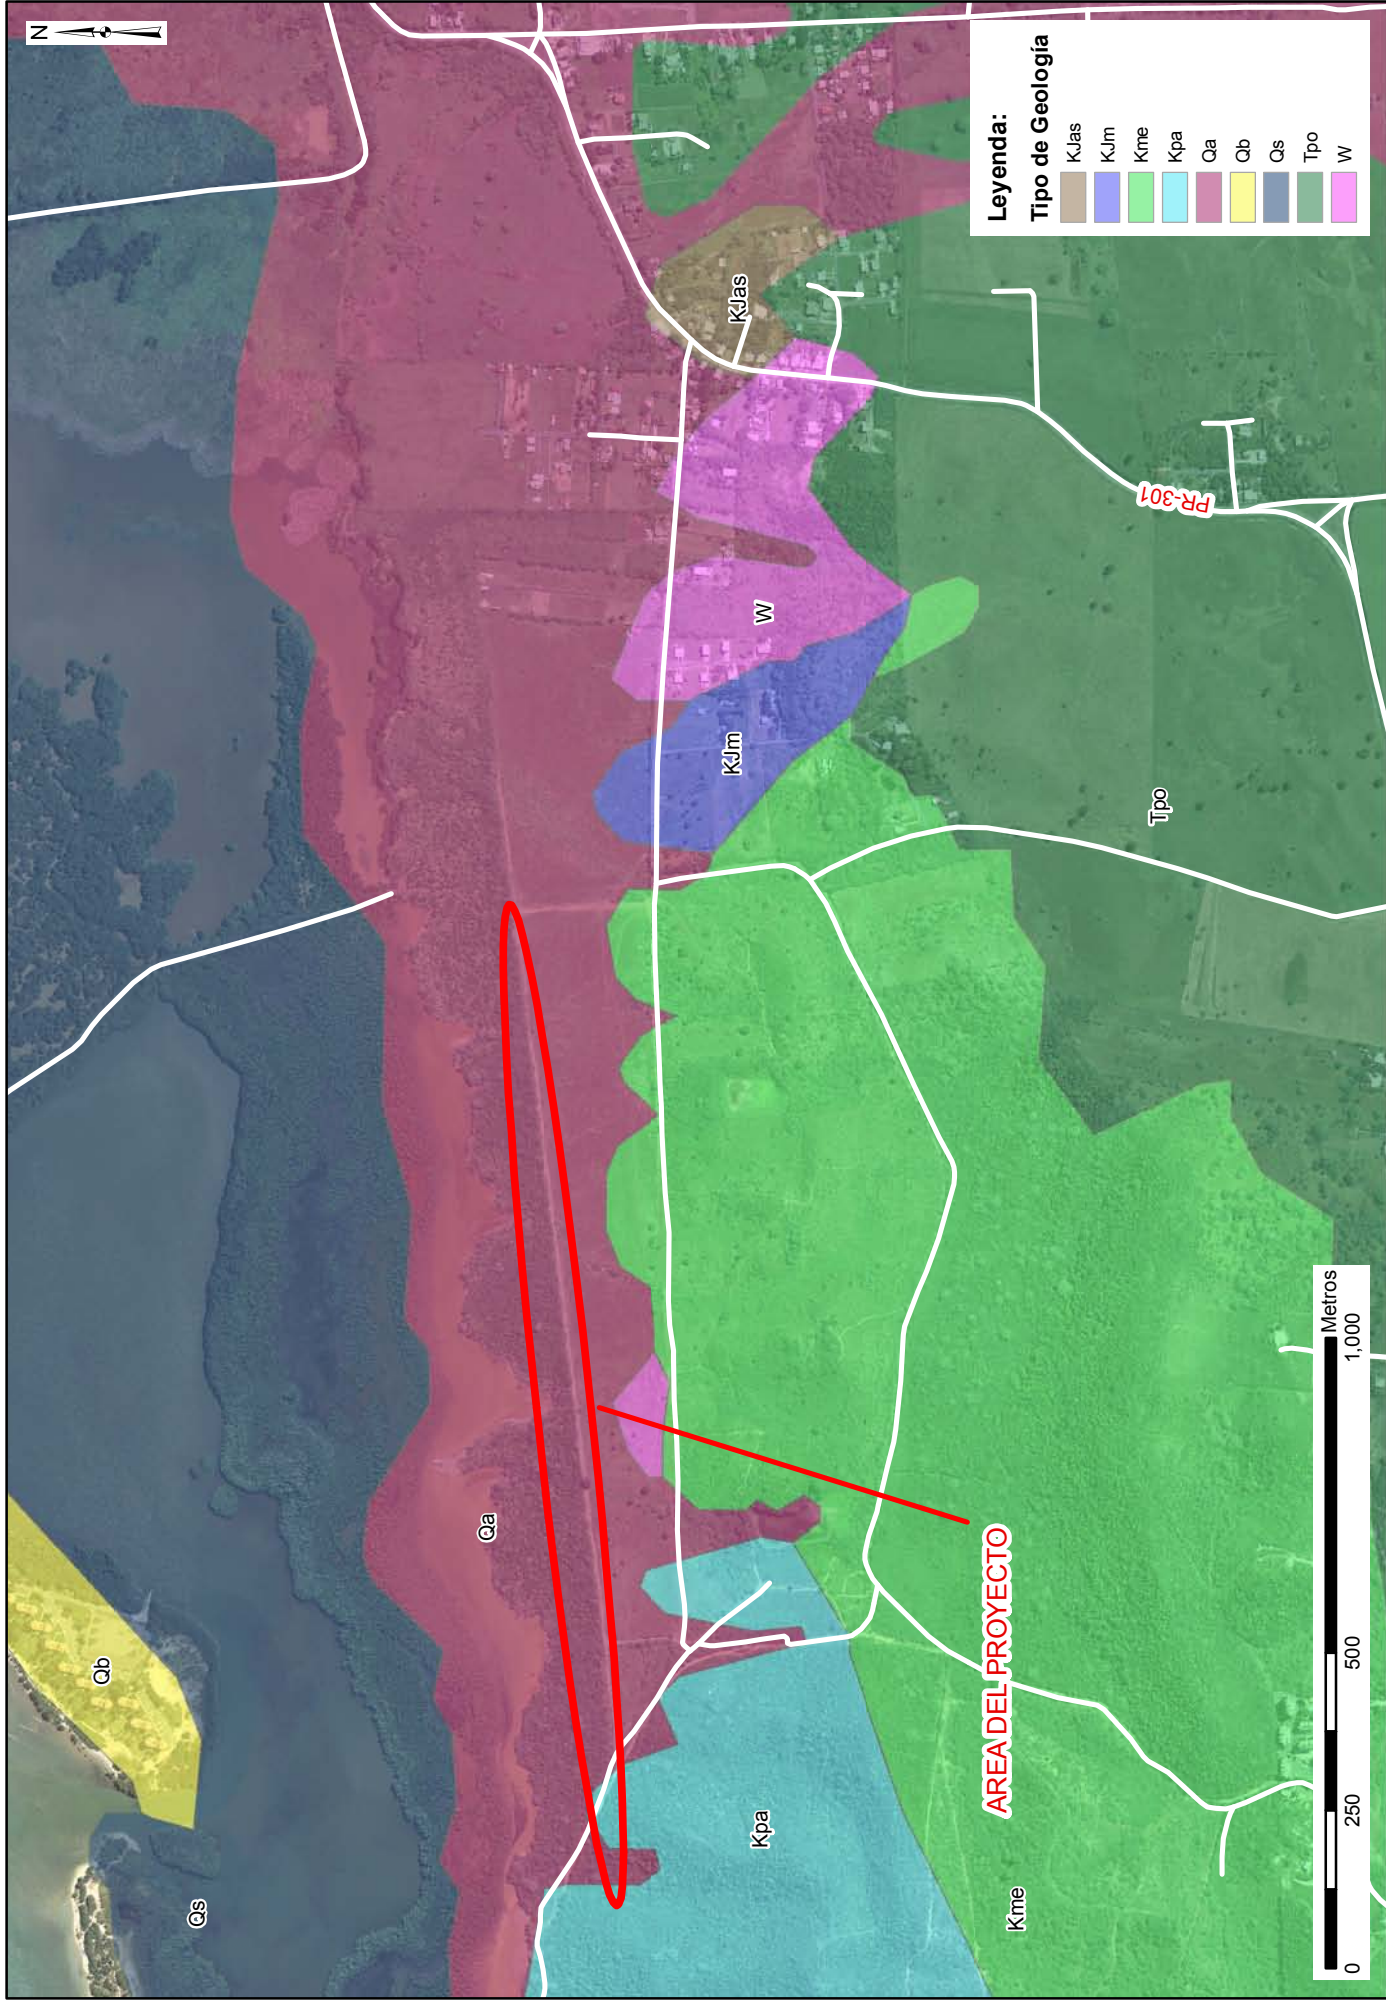 N
Leyenda:
Tipo de Geología
KJas
KJm
Kme
Kpa
Qa
Qb
Qs
Tpo
W
Qs
Qb
Qa
Kpa
Kme
AREA DEL PROYECTO
KJm
W
KJas
Tpo
PR-301
0
250
500
1,000
Metros